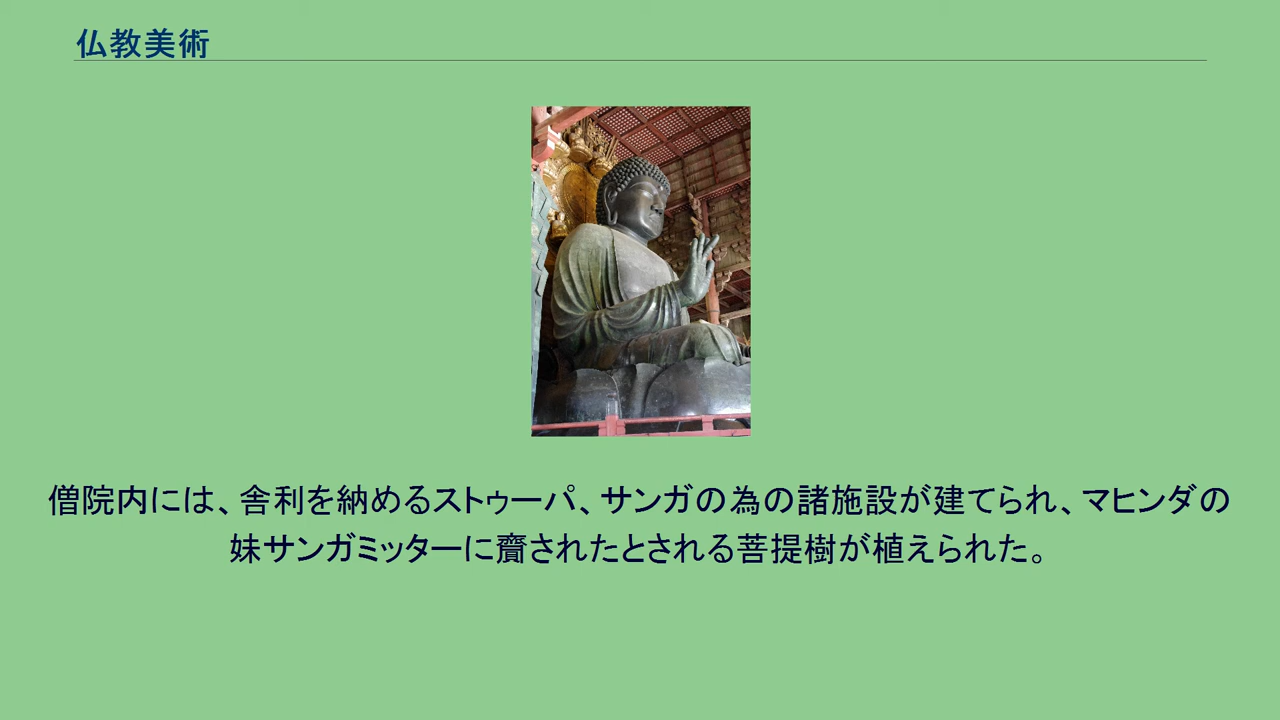 仏教美術
僧院内には、舎利を納めるストゥーパ、サンガの為の諸施設が建てられ、マヒンダの
妹サンガミッターに齎されたとされる菩提樹が植えられた。